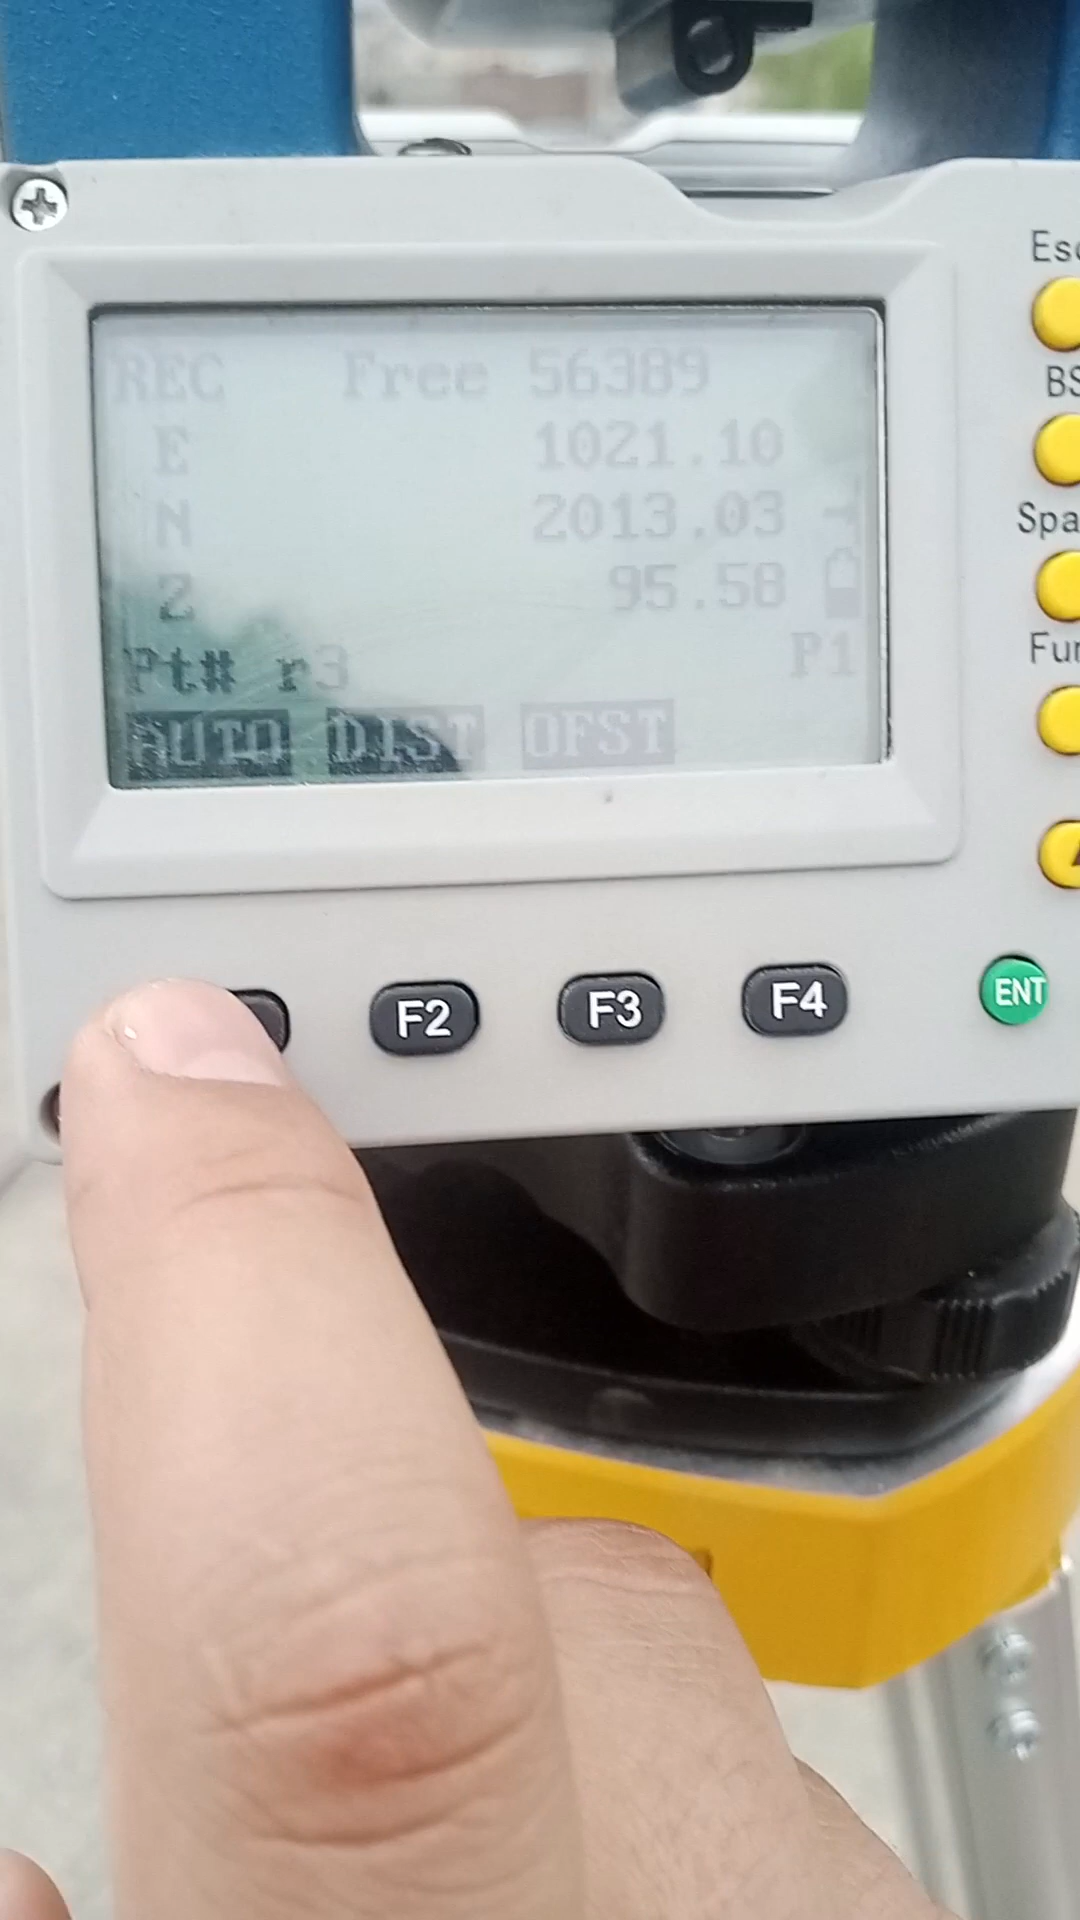 REC Free 56389
E 1021.10
N 2013.03
Z 95.58
Pt# r3 P1
AUTO DIST OFST
Esc
BS
Spa
Fun
F2 F3 F4 ENT